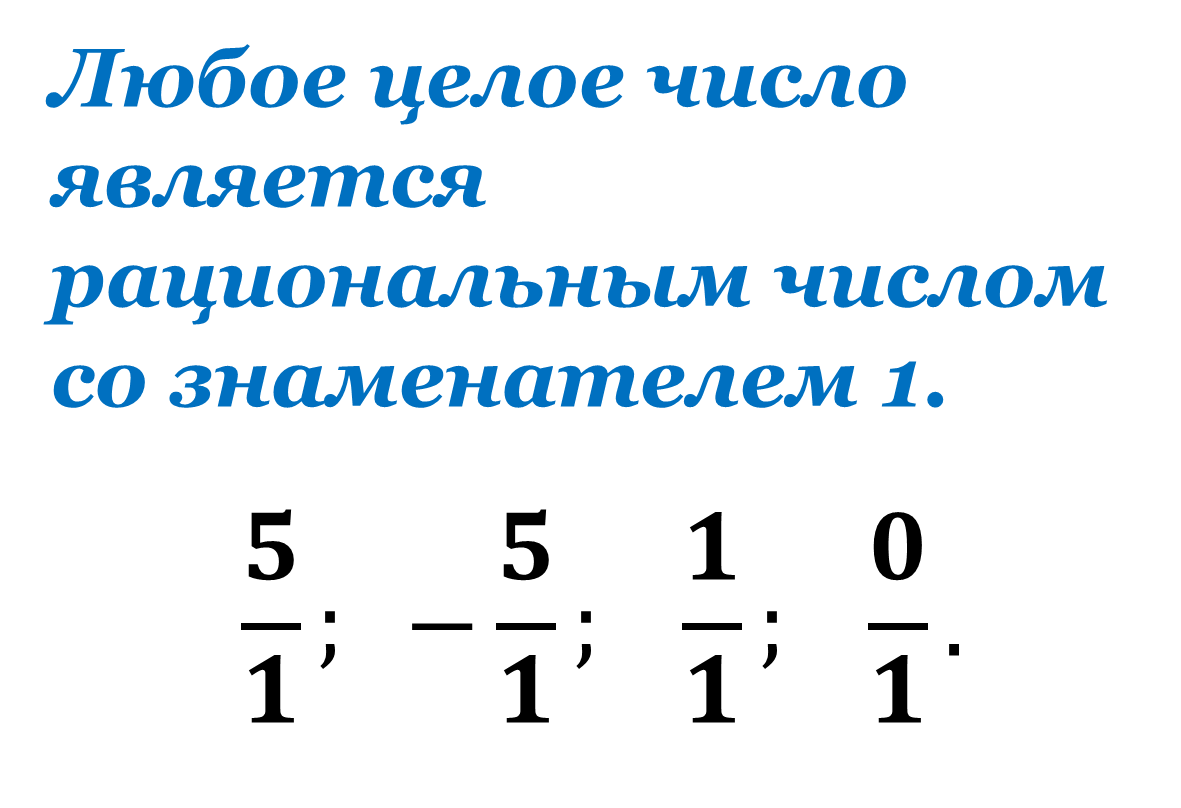 Любое целое число
является
рациональным числом
со знаменателем 1.
5/1; −5/1; 1/1; 0/1.